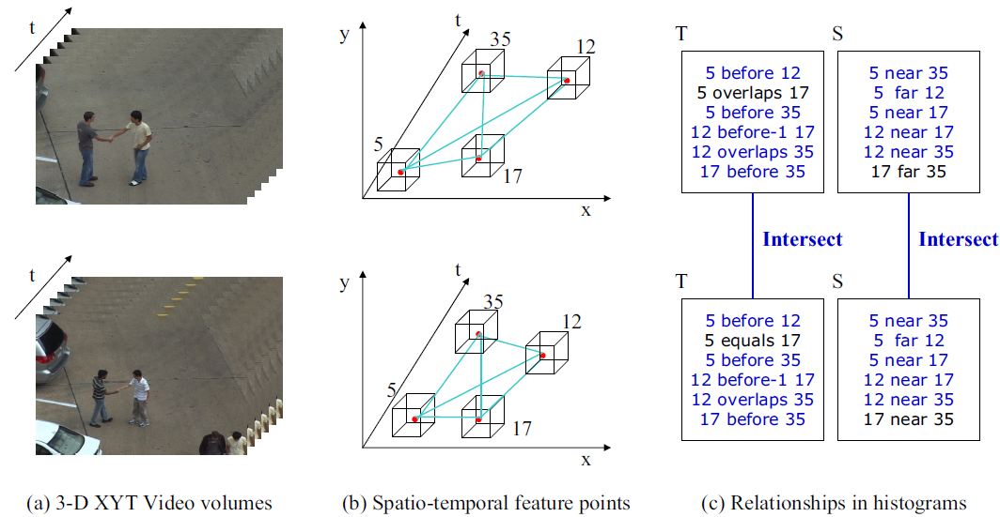 t
t
y
t
35
12
5
17
x
y
t
35
12
5
17
x
T
5 before 12
5 overlaps 17
5 before 35
12 before-1 17
12 overlaps 35
17 before 35
S
5 near 35
5 far 12
5 near 17
12 near 17
12 near 35
17 far 35
Intersect
Intersect
T
5 before 12
5 equals 17
5 before 35
12 before-1 17
12 overlaps 35
17 before 35
S
5 near 35
5 far 12
5 near 17
12 near 17
12 near 35
17 near 35
(a) 3-D XYT Video volumes
(b) Spatio-temporal feature points
(c) Relationships in histograms